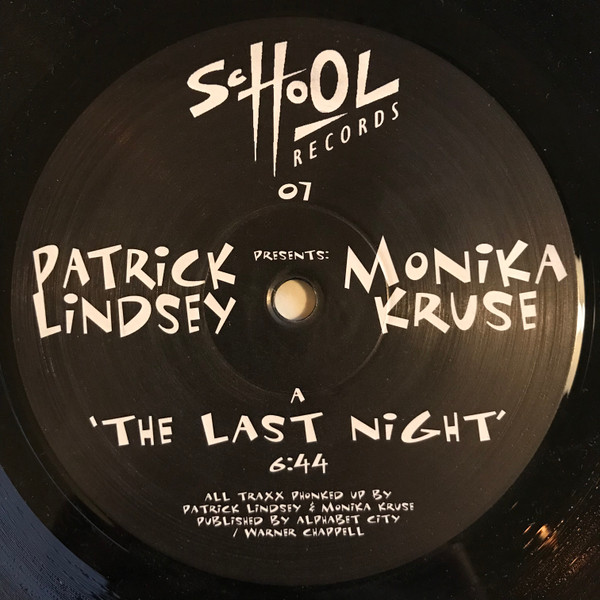 SCHOOL
RECORDS
07
PATRiCK LiNDSEY
PRESENTS:
MONiKA KRUSE
A
'THE LAST NiGHT'
6:44
ALL TRAXX PHONKED UP BY
PATRICK LINDSEY & MONIKA KRUSE
PUBLISHED BY ALPHABET CITY
/ WARNER CHAPPELL